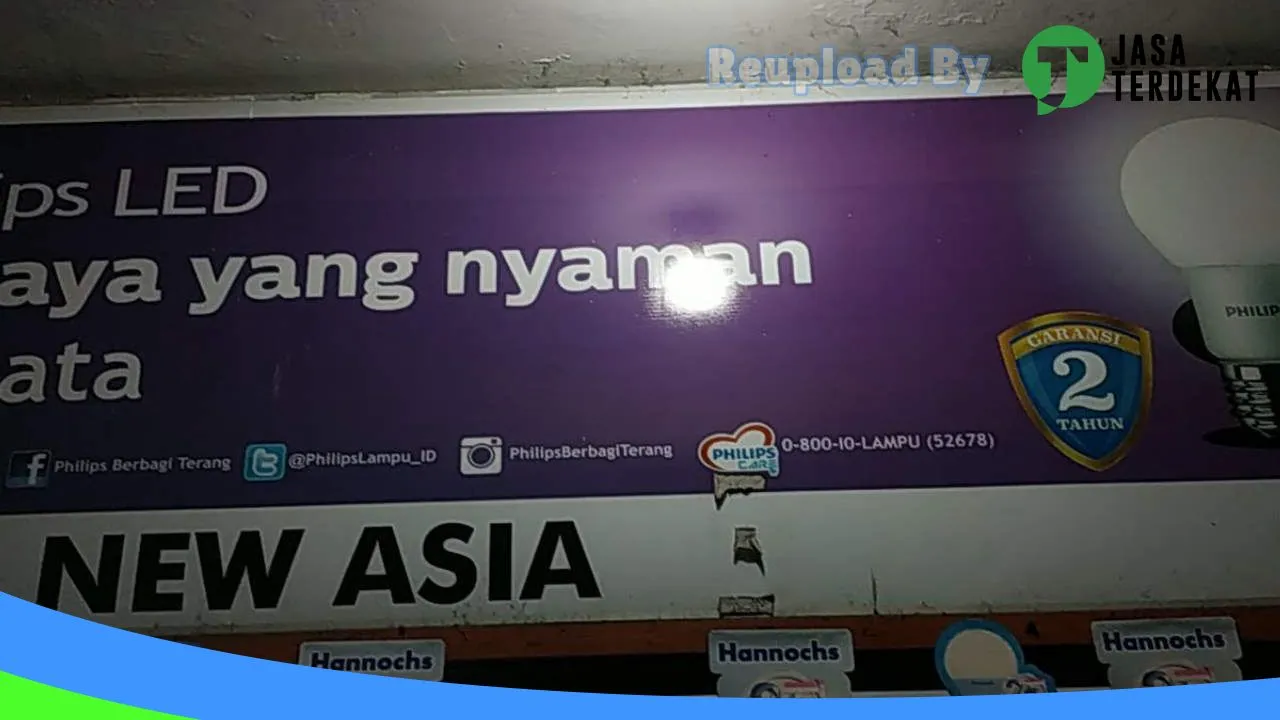 Reupload By
JASA
TERDEKAT
ips LED
aya yang nyaman
ata
GARANSI
2
TAHUN
PHILIP
Philips Berbagi Terang
@PhilipsLampu_ID
PhilipsBerbagiTerang
PHILIPS
CARE
0-800-10-LAMPU (52678)
NEW ASIA
Hannochs
Hannochs
Hannochs